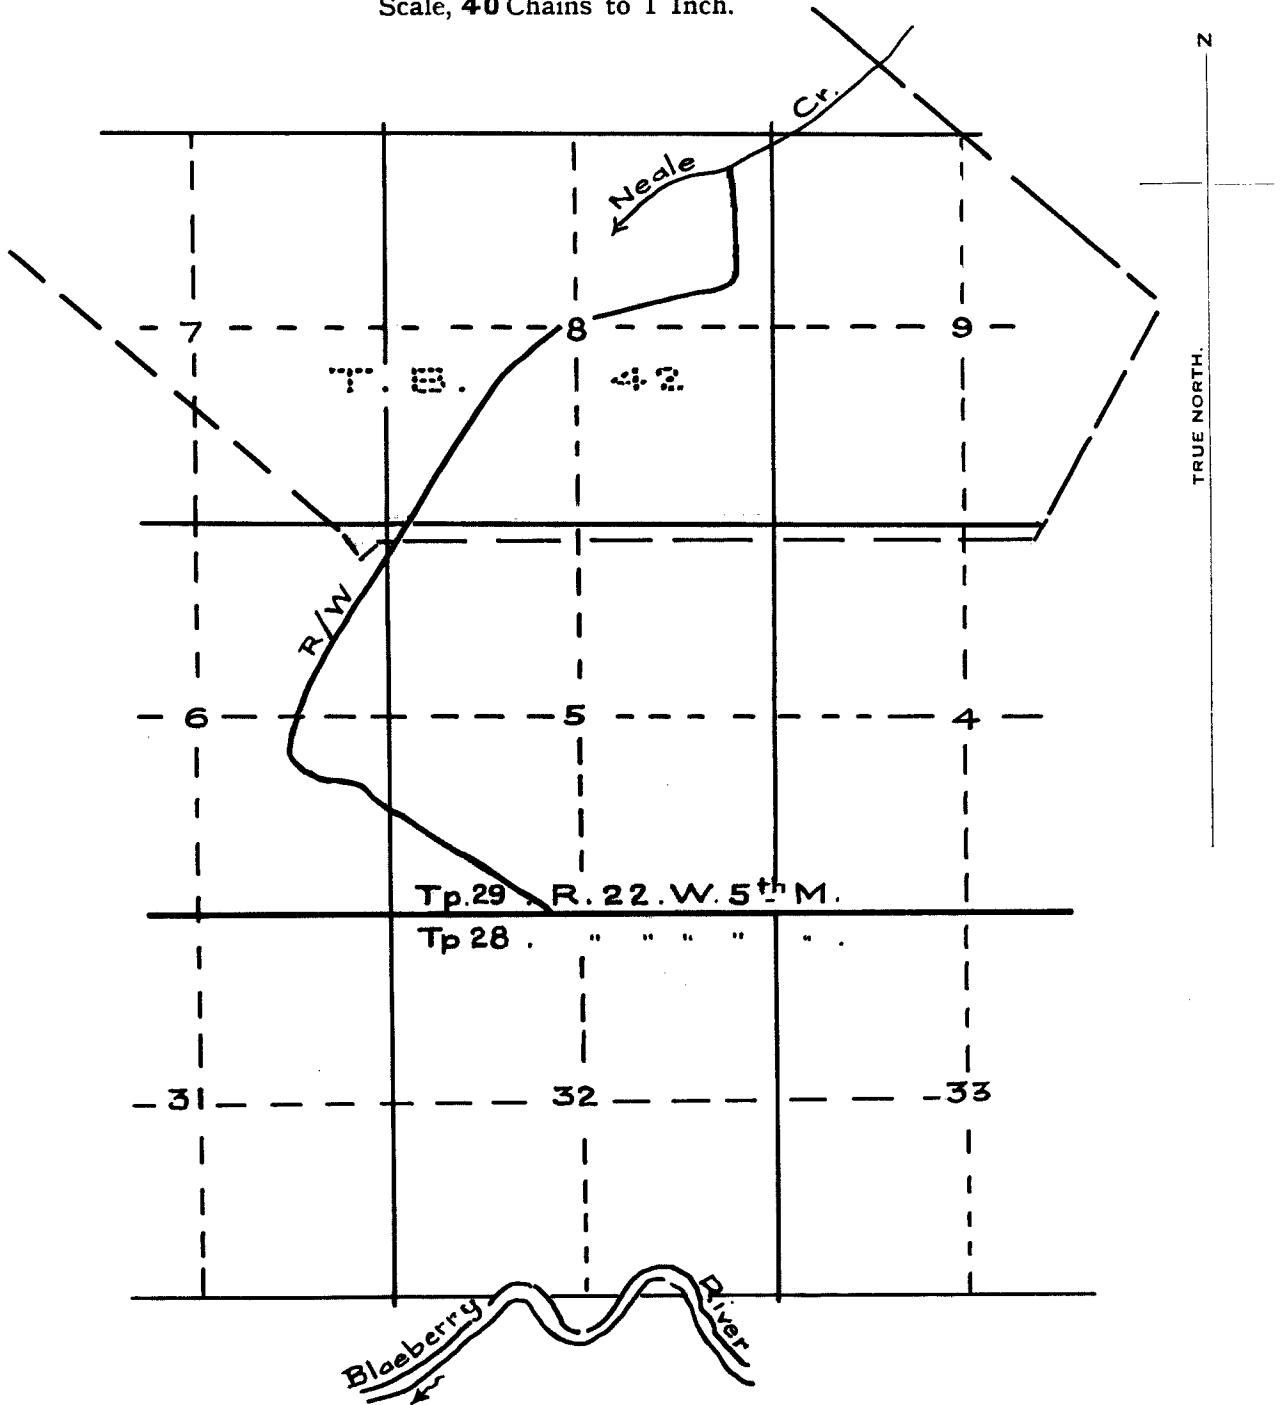 Scale, 40 Chains to 1 Inch.
N
Cr.
Neale
7 8 9
T. B. 42
TRUE NORTH.
R/W
6 5 4
Tp. 29 . R. 22. W. 5th M.
Tp 28 . " " " " " .
31 32 33
Blaeberry River